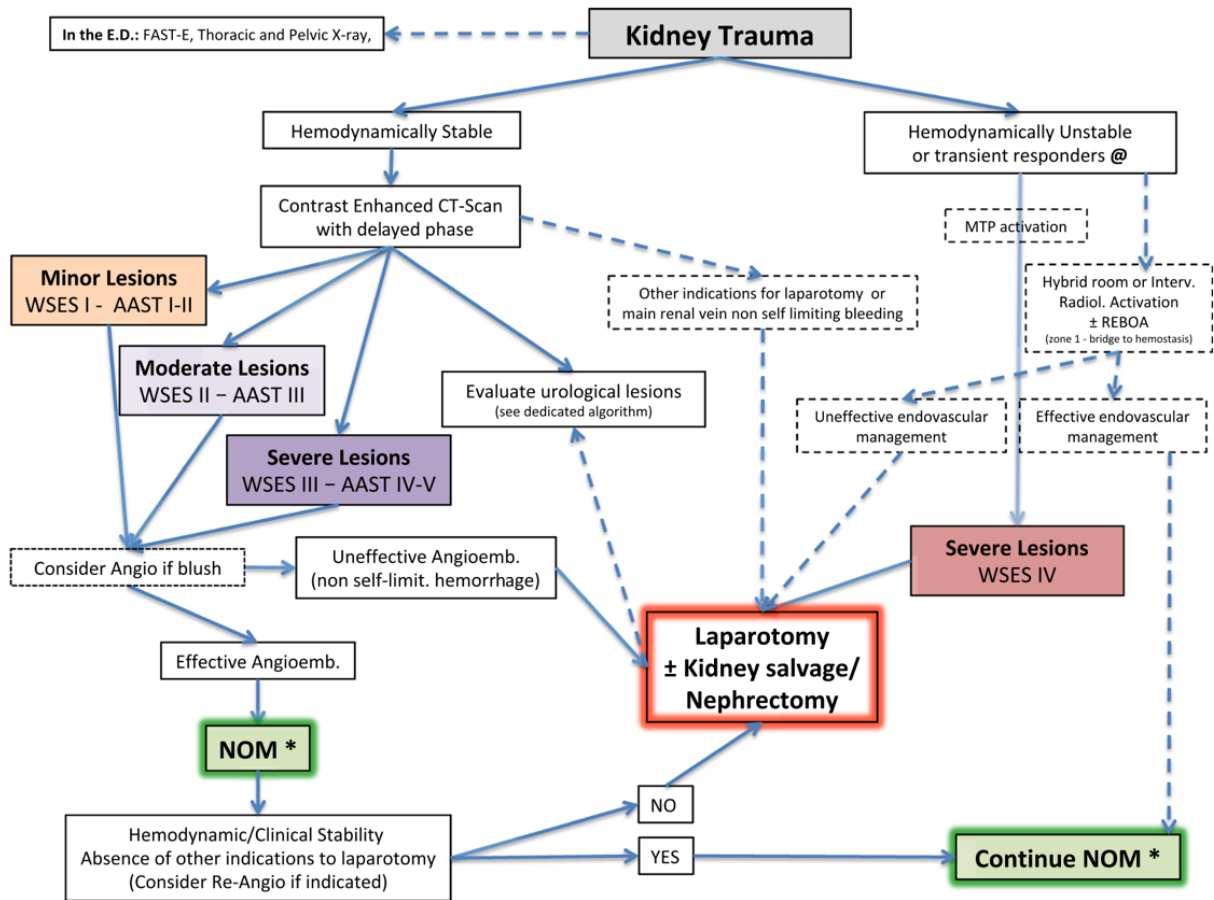 Kidney Trauma
In the E.D.: FAST-E, Thoracic and Pelvic X-ray,
Hemodynamically Stable
Hemodynamically Unstable
or transient responders @
Contrast Enhanced CT-Scan
with delayed phase
MTP activation
Minor Lesions
WSES I - AAST I-II
Other indications for laparotomy or
main renal vein non self limiting bleeding
Hybrid room or Interv.
Radiol. Activation
± REBOA
(zone 1 - bridge to hemostasis)
Moderate Lesions
WSES II – AAST III
Evaluate urological lesions
(see dedicated algorithm)
Uneffective endovascular
management
Effective endovascular
management
Severe Lesions
WSES III – AAST IV-V
Consider Angio if blush
Uneffective Angioemb.
(non self-limit. hemorrhage)
Severe Lesions
WSES IV
Laparotomy
± Kidney salvage/
Nephrectomy
Effective Angioemb.
NOM *
Hemodynamic/Clinical Stability
Absence of other indications to laparotomy
(Consider Re-Angio if indicated)
NO
YES
Continue NOM *